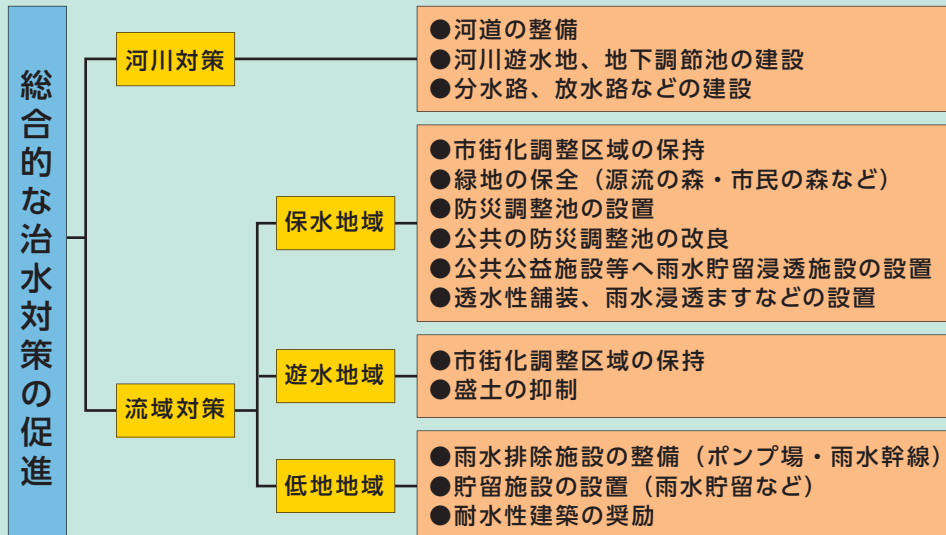 総合的な治水対策の促進
河川対策
●河道の整備
●河川遊水地、地下調節池の建設
●分水路、放水路などの建設
流域対策
保水地域
●市街化調整区域の保持
●緑地の保全（源流の森・市民の森など）
●防災調整池の設置
●公共の防災調整池の改良
●公共公益施設等へ雨水貯留浸透施設の設置
●透水性舗装、雨水浸透ますなどの設置
遊水地域
●市街化調整区域の保持
●盛土の抑制
低地地域
●雨水排除施設の整備（ポンプ場・雨水幹線）
●貯留施設の設置（雨水貯留など）
●耐水性建築の奨励